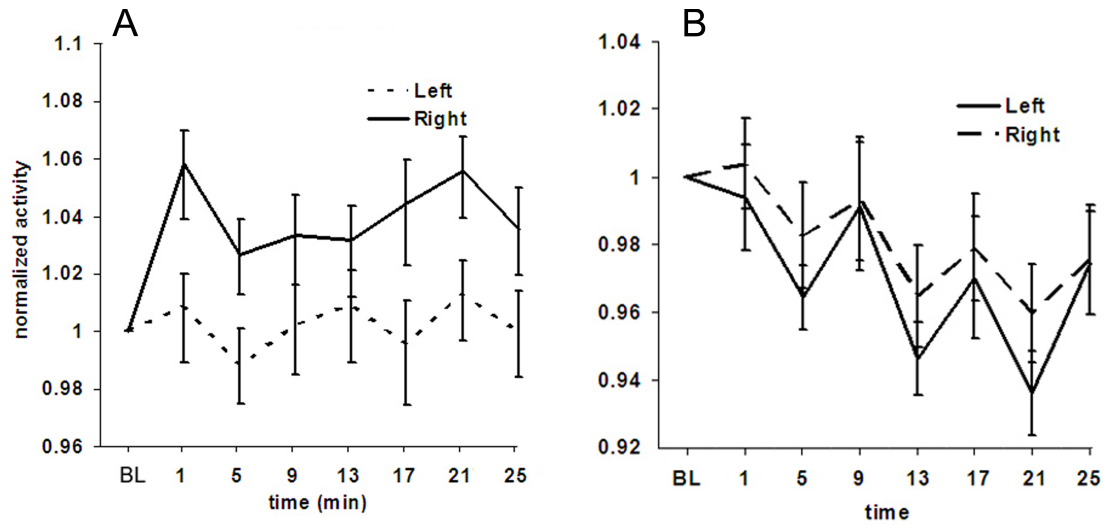 A
B
1.1
1.08
1.06
1.04
1.02
1
0.98
0.96
normalized activity
Left
Right
BL 1 5 9 13 17 21 25
time (min)
1.04
1.02
1
0.98
0.96
0.94
0.92
Left
Right
BL 1 5 9 13 17 21 25
time